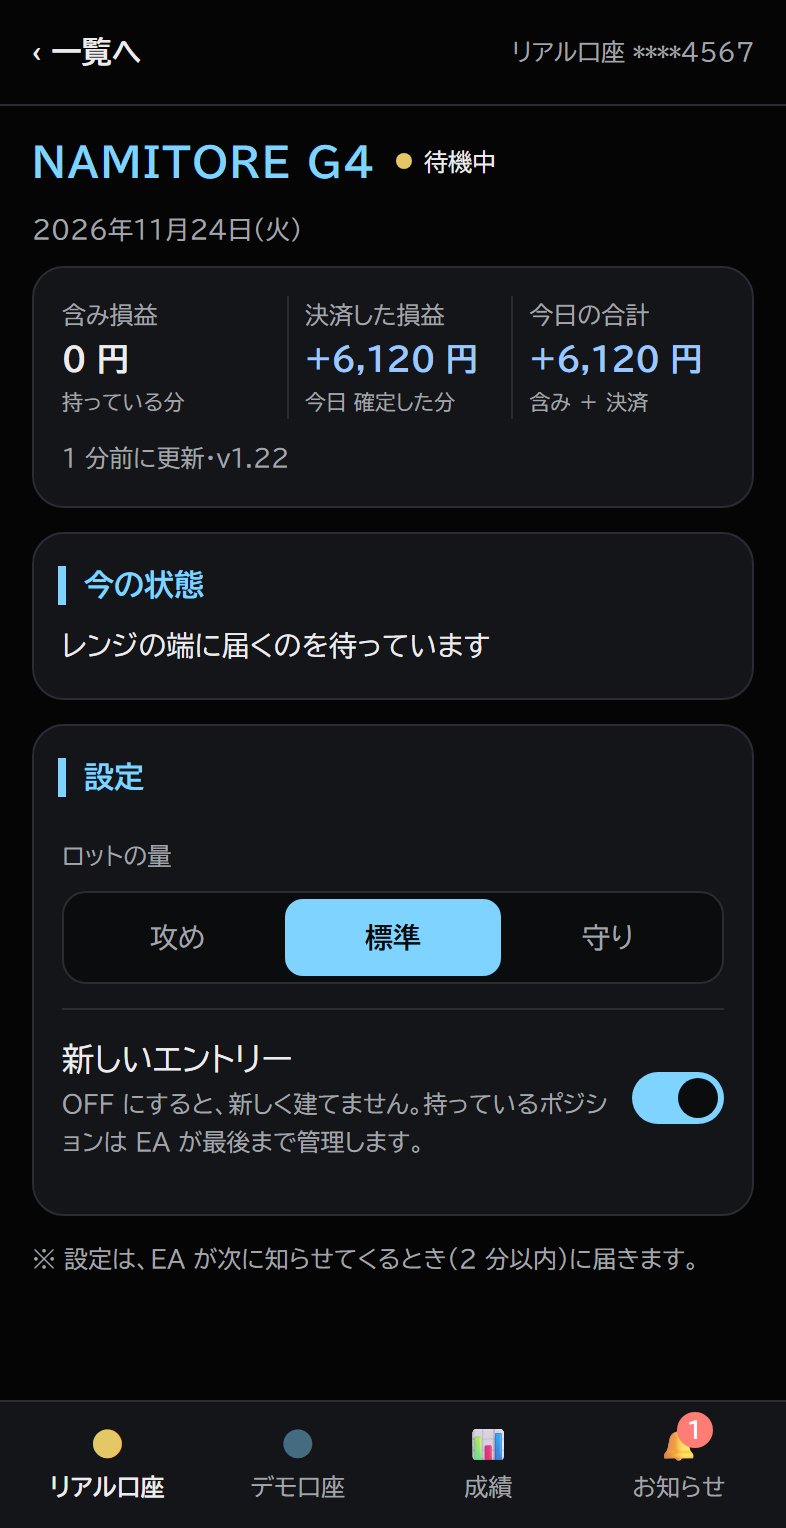 ‹ 一覧へ
リアル口座 ****4567
NAMITORE G4
待機中
2026年11月24日(火)
含み損益
0 円
持っている分
決済した損益
+6,120 円
今日 確定した分
今日の合計
+6,120 円
含み + 決済
1 分前に更新・v1.22
今の状態
レンジの端に届くのを待っています
設定
ロットの量
攻め
標準
守り
新しいエントリー
OFF にすると、新しく建てません。持っているポジシ
ョンは EA が最後まで管理します。
※ 設定は、EA が次に知らせてくるとき(2 分以内)に届きます。
リアル口座
デモ口座
成績
1
お知らせ